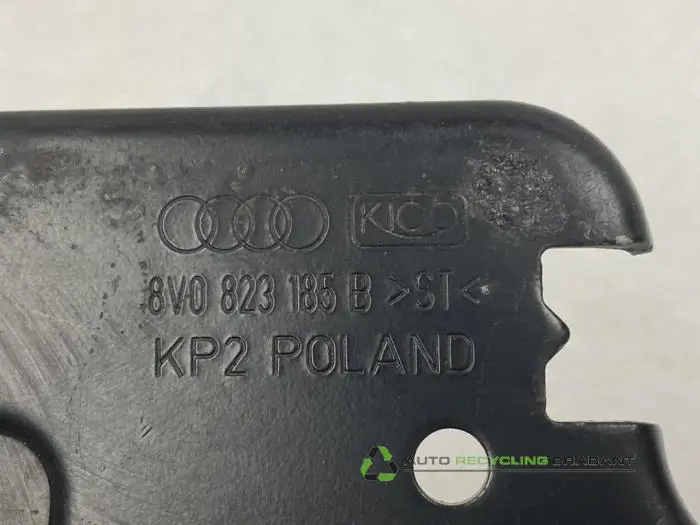 KICO
8V0 823 185 B >ST<
KP2 POLAND
AUTO RECYCLING BRABANT